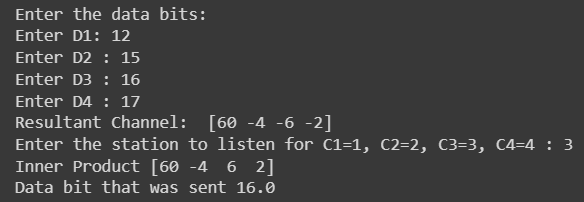 Enter the data bits:
Enter D1: 12
Enter D2 : 15
Enter D3 : 16
Enter D4 : 17
Resultant Channel:  [60 -4 -6 -2]
Enter the station to listen for C1=1, C2=2, C3=3, C4=4 : 3
Inner Product [60 -4  6  2]
Data bit that was sent 16.0